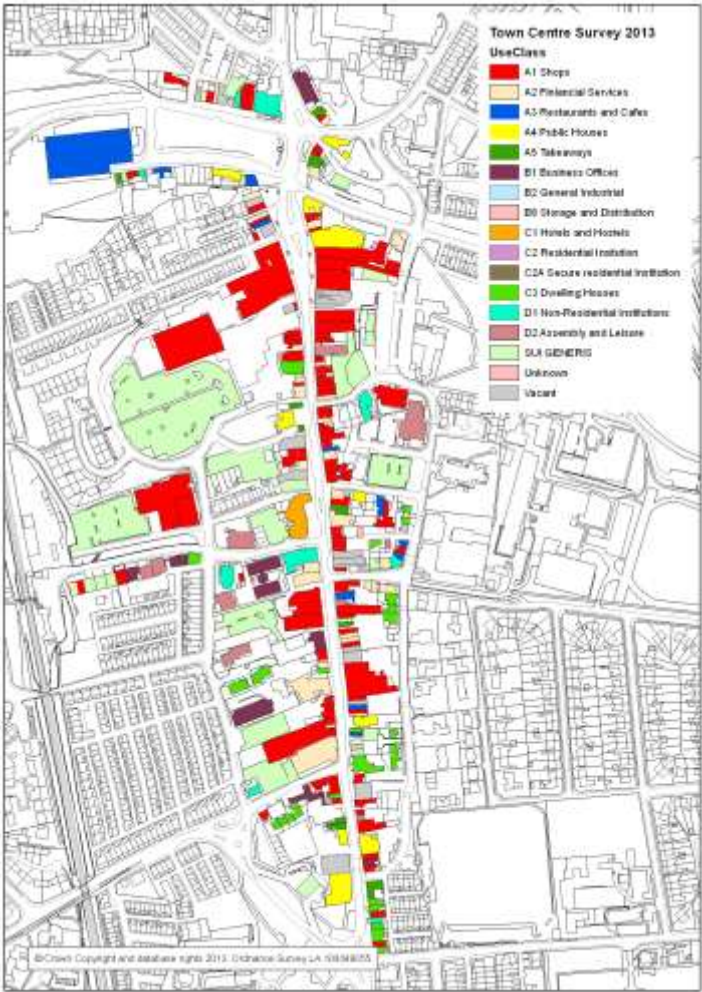 Town Centre Survey 2013
UseClass
A1 Shops
A2 Finiancial Services
A3 Restaurants and Cafes
A4 Public Houses
A5 Takeaways
B1 Business Offices
B2 General Industrial
B8 Storage and Distribution
C1 Hotels and Hostels
C2 Residential Instiation
C2A Secure residential Institution
C3 Dwelling Houses
D1 Non-Residential Institutions
D2 Assembly and Leisure
SUI GENERIS
Unknown
Vacant
©Crown Copyright and database rights 2013. Ordnance Survey LA